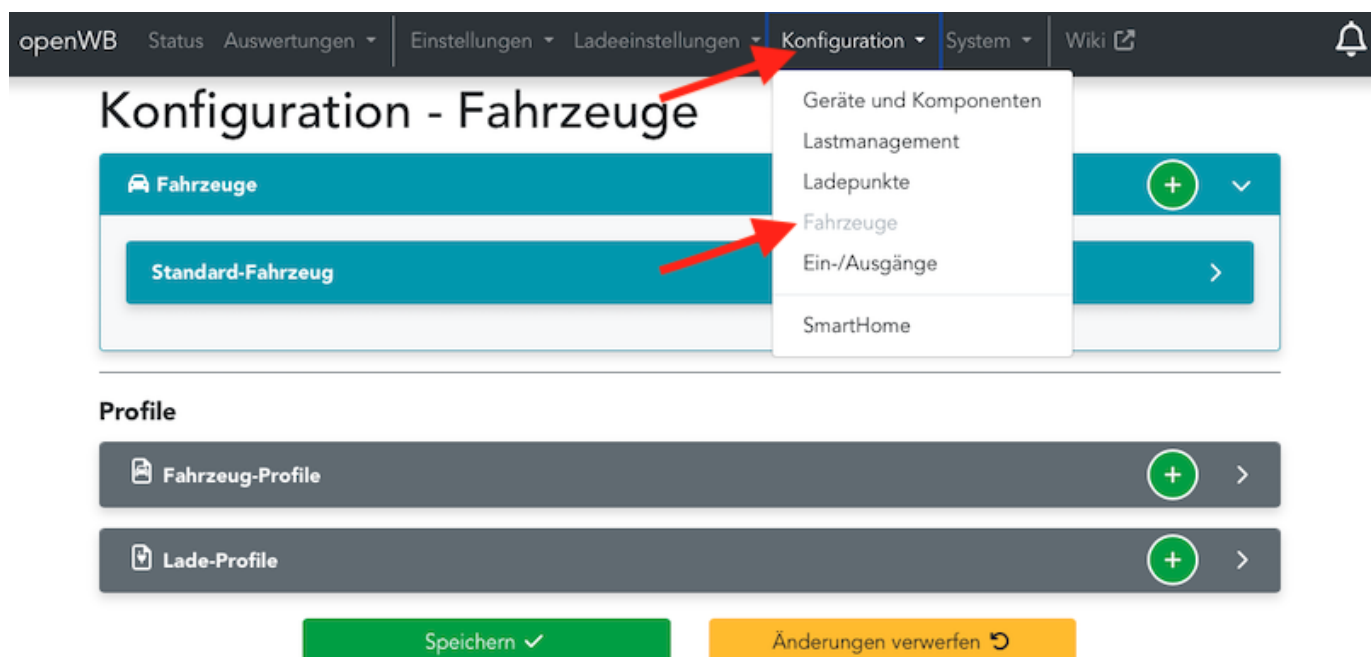 openWB Status Auswertungen Einstellungen Ladeeinstellungen Konfiguration System Wiki
Geräte und Komponenten
Lastmanagement
Ladepunkte
Fahrzeuge
Ein-/Ausgänge
SmartHome
Konfiguration - Fahrzeuge
Fahrzeuge
Standard-Fahrzeug
Profile
Fahrzeug-Profile
Lade-Profile
Speichern Änderungen verwerfen